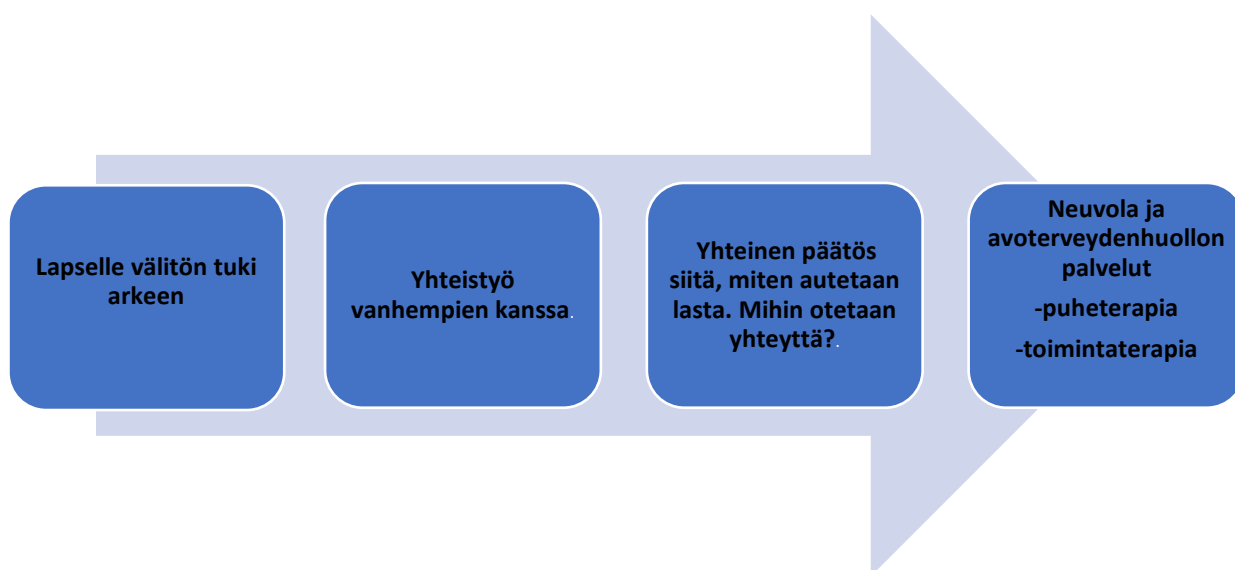 Lapselle välitön tuki
arkeen
Yhteistyö
vanhempien kanssa.
Yhteinen päätös
siitä, miten autetaan
lasta. Mihin otetaan
yhteyttä?.
Neuvola ja
avoterveydenhuollon
palvelut
-puheterapia
-toimintaterapia